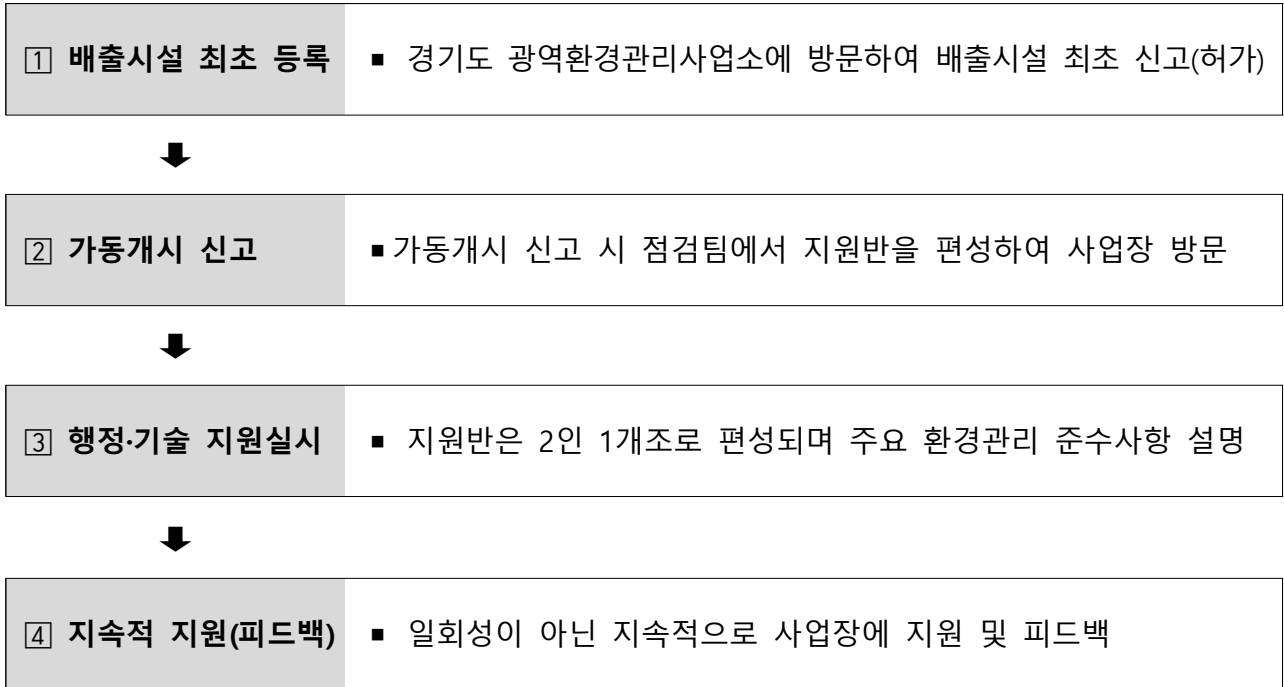 1 배출시설 최초 등록 ▪ 경기도 광역환경관리사업소에 방문하여 배출시설 최초 신고(허가)
2 가동개시 신고 ▪ 가동개시 신고 시 점검팀에서 지원반을 편성하여 사업장 방문
3 행정·기술 지원실시 ▪ 지원반은 2인 1개조로 편성되며 주요 환경관리 준수사항 설명
4 지속적 지원(피드백) ▪ 일회성이 아닌 지속적으로 사업장에 지원 및 피드백